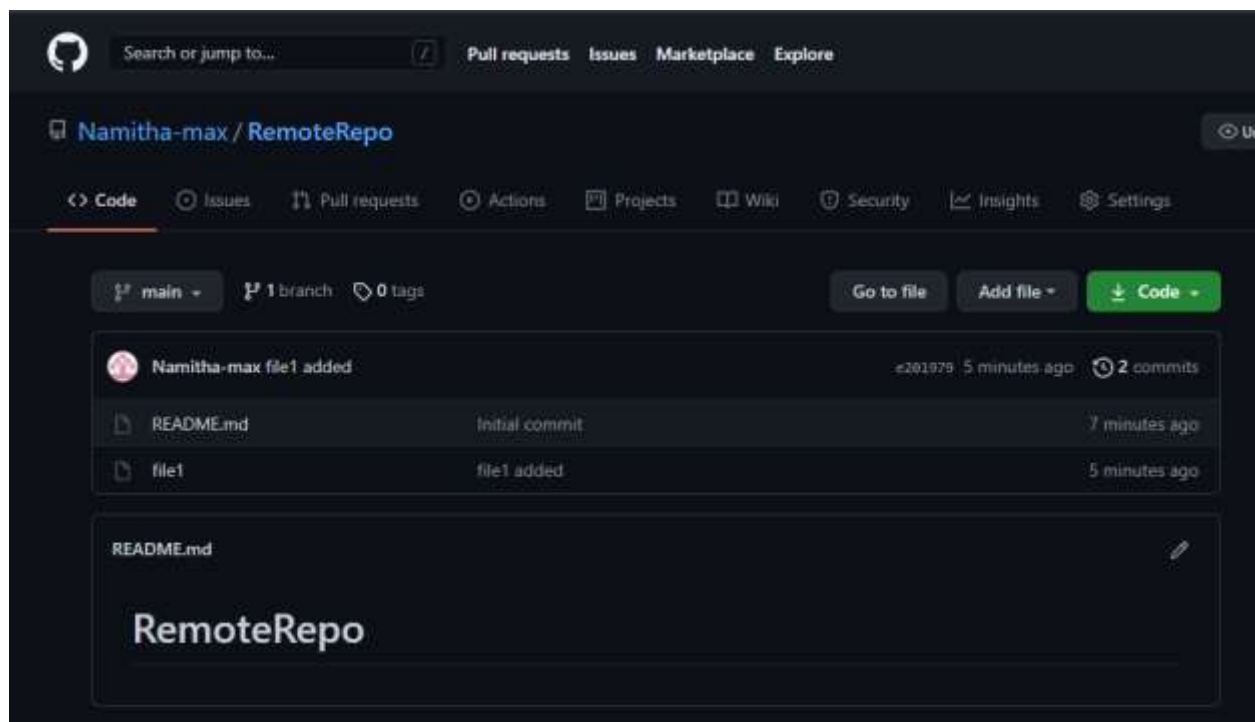 Search or jump to... /
Pull requests Issues Marketplace Explore
Namitha-max / RemoteRepo
<> Code Issues Pull requests Actions Projects Wiki Security Insights Settings
main 1 branch 0 tags Go to file Add file Code
Namitha-max file1 added e201979 5 minutes ago 2 commits
README.md Initial commit 7 minutes ago
file1 file1 added 5 minutes ago
README.md
RemoteRepo